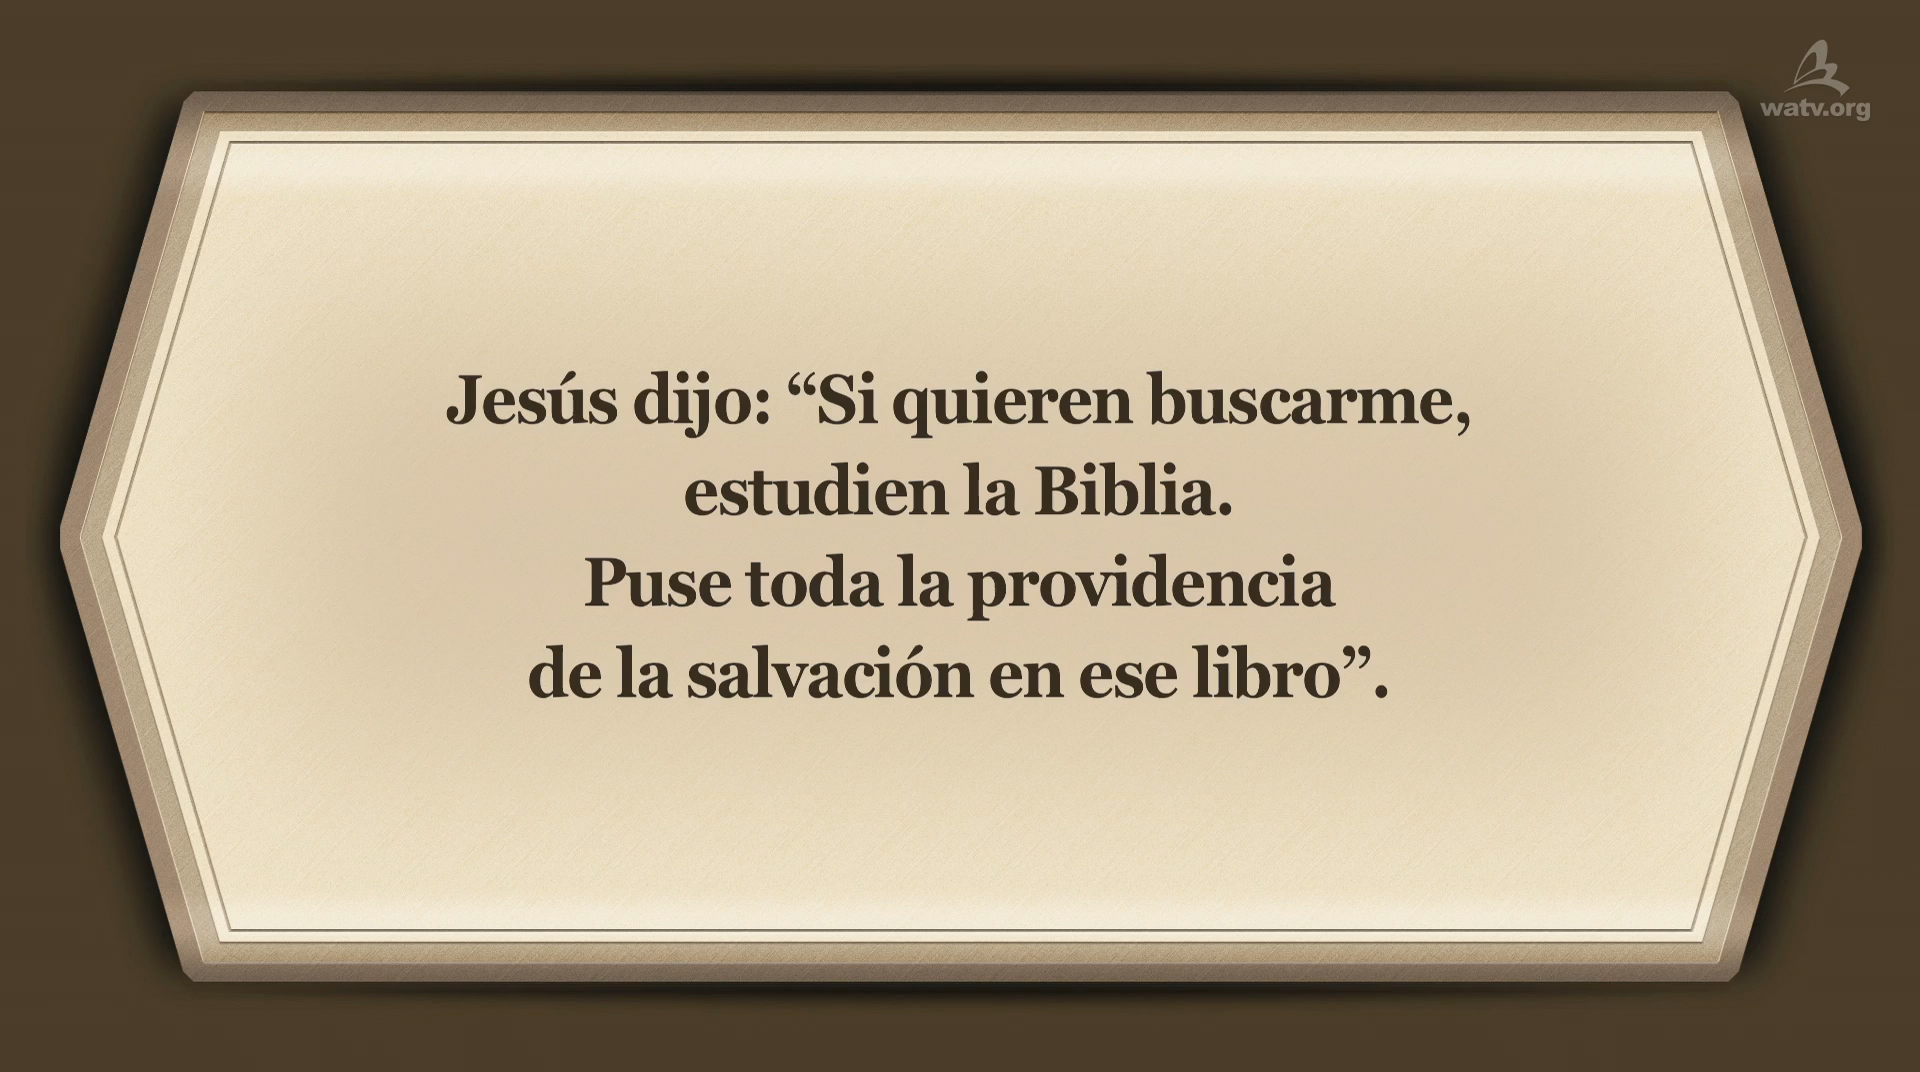 watv.org
Jesús dijo: “Si quieren buscarme,
estudien la Biblia.
Puse toda la providencia
de la salvación en ese libro”.